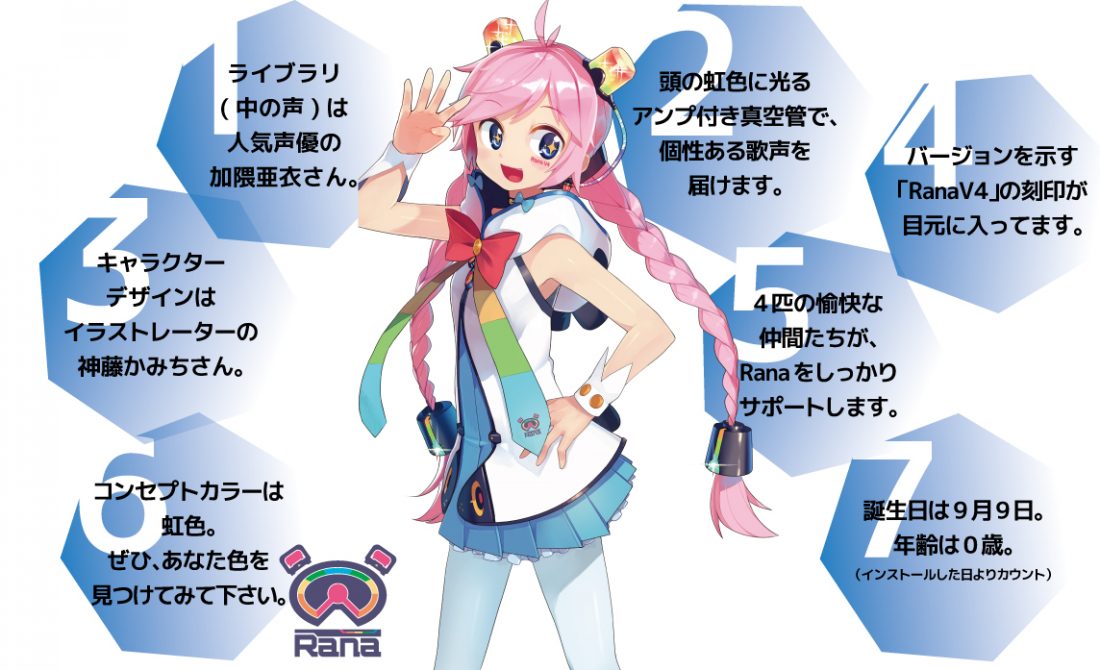 1
ライブラリ
(中の声)は
人気声優の
加隈亜衣さん。
2
頭の虹色に光る
アンプ付き真空管で、
個性ある歌声を
届けます。
3
キャラクター
デザインは
イラストレーターの
神藤かみちさん。
4
バージョンを示す
「RanaV4」の刻印が
目元に入ってます。
5
4匹の愉快な
仲間たちが、
Ranaをしっかり
サポートします。
6
コンセプトカラーは
虹色。
ぜひ、あなた色を
見つけてみて下さい。
7
誕生日は9月9日。
年齢は0歳。
(インストールした日よりカウント)
RanaV4
Rana
Rana